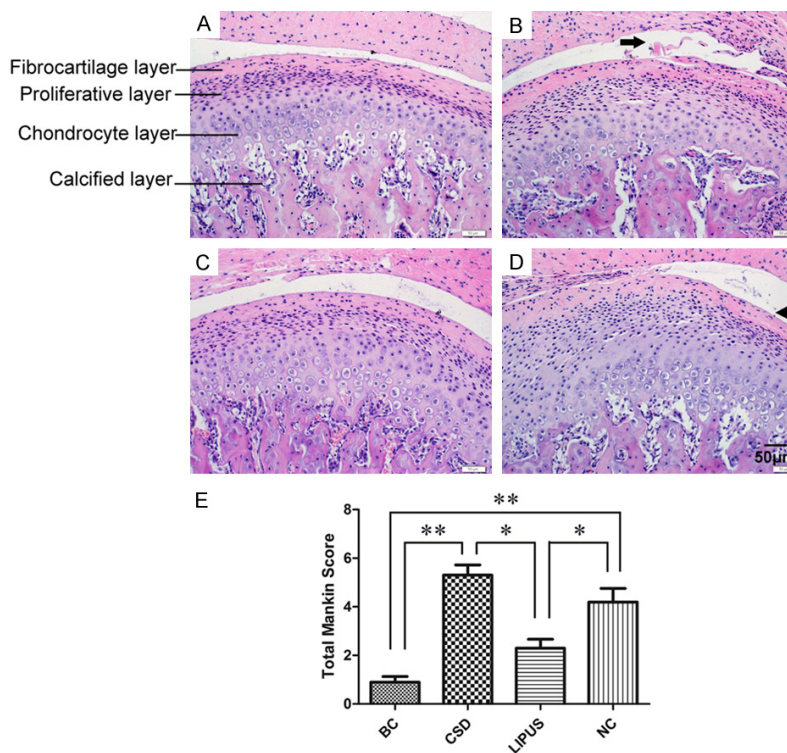 A
B
Fibrocartilage layer
Proliferative layer
Chondrocyte layer
Calcified layer
C
D
50µm
E
**
** * *
Total Mankin Score
8
6
4
2
0
BC CSD LIPUS NC